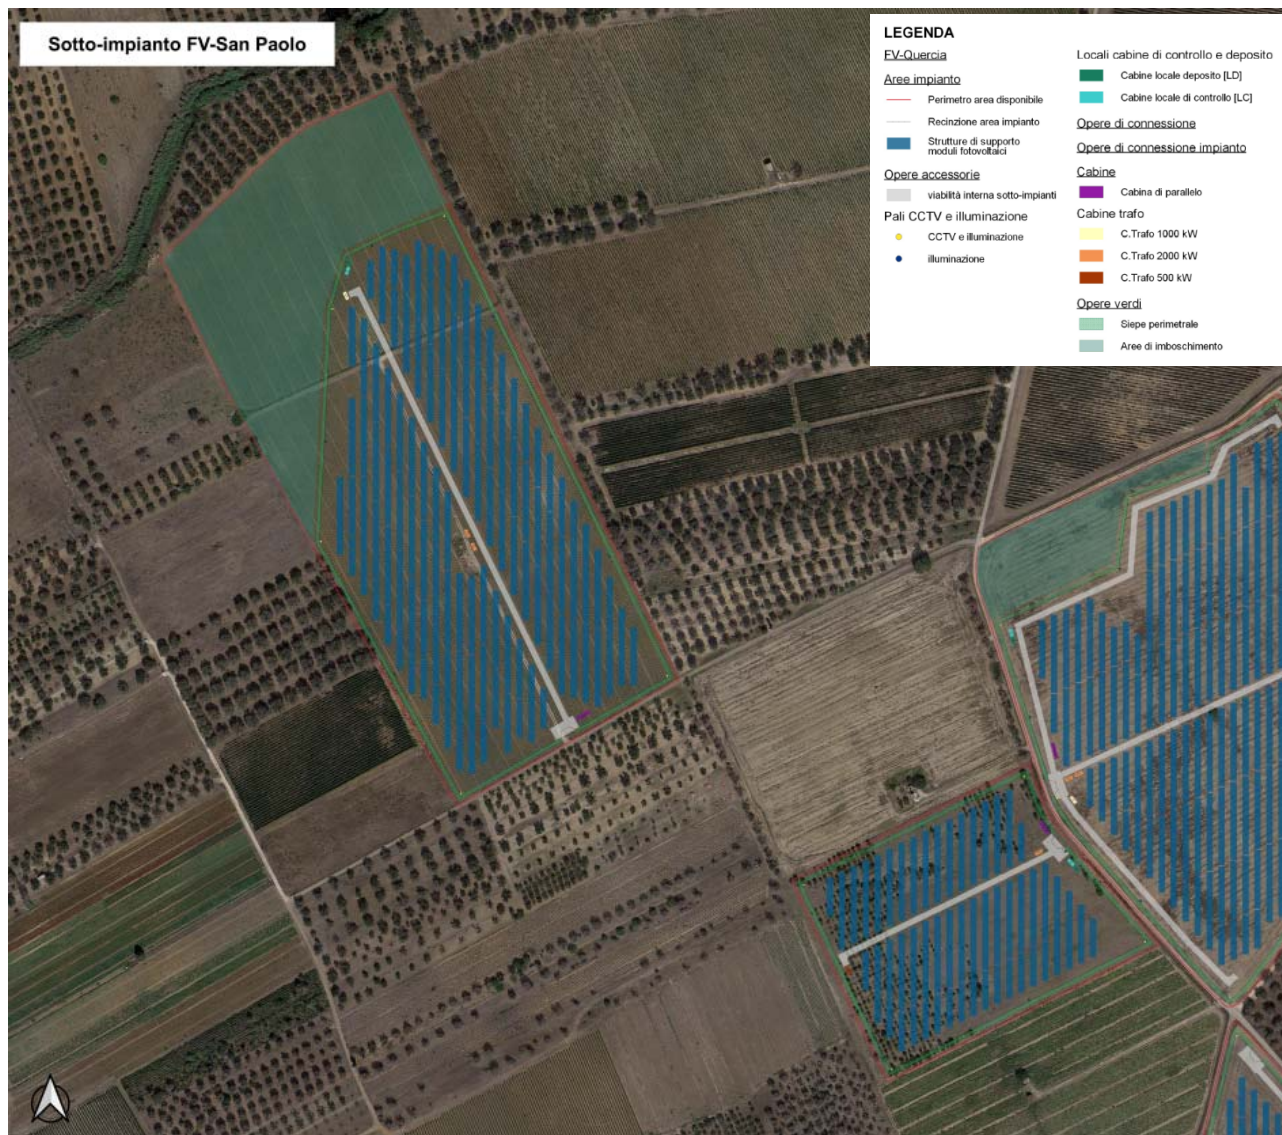 Sotto-impianto FV-San Paolo
LEGENDA
FV-Quercia
Aree impianto
Perimetro area disponibile
Recinzione area impianto
Strutture di supporto
moduli fotovoltaici
Opere accessorie
viabilità interna sotto-impianti
Pali CCTV e illuminazione
CCTV e illuminazione
illuminazione
Locali cabine di controllo e deposito
Cabine locale deposito [LD]
Cabine locale di controllo [LC]
Opere di connessione
Opere di connessione impianto
Cabine
Cabina di parallelo
Cabine trafo
C.Trafo 1000 kW
C.Trafo 2000 kW
C.Trafo 500 kW
Opere verdi
Siepe perimetrale
Aree di imboschimento